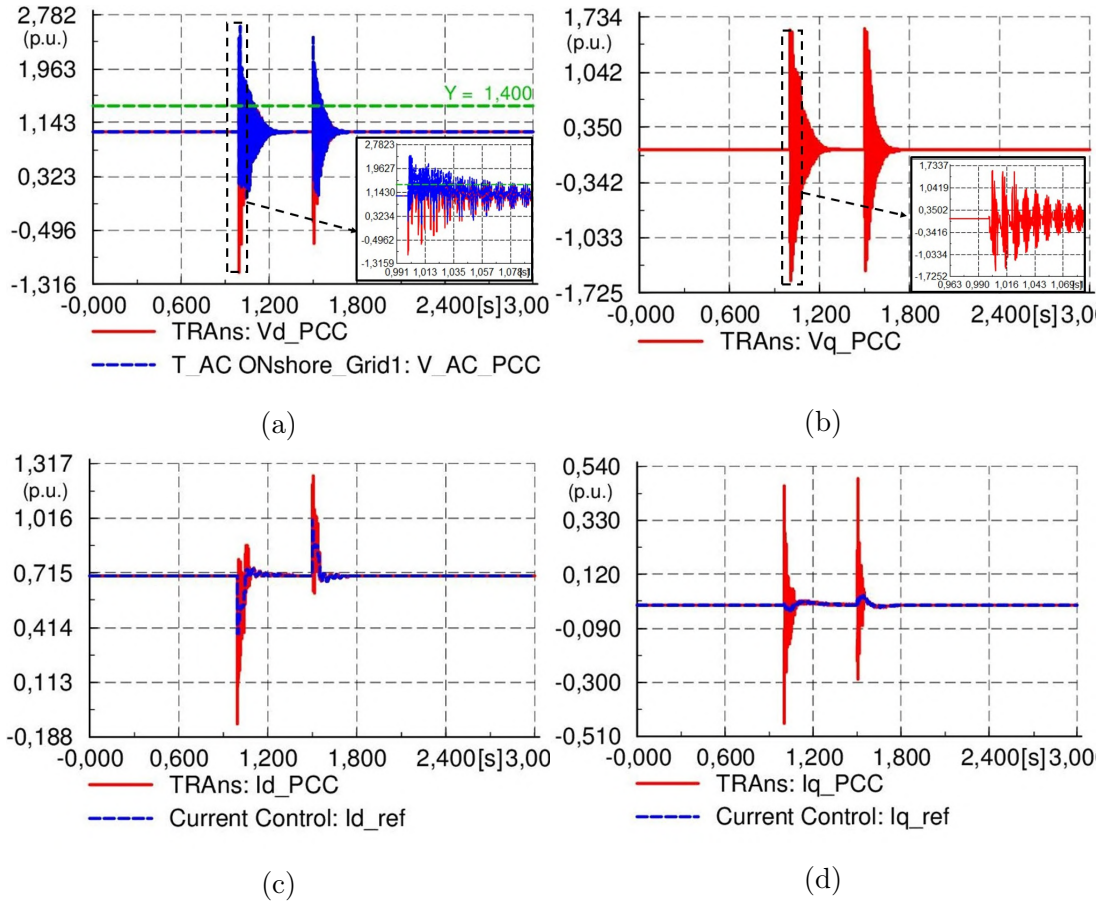 2,782
(p.u.)
1,963
1,143
0,323
-0,496
-1,316
Y = 1,400
2,7823
1,9627
1,1430
0,3234
-0,4962
-1,3159
0,991 1,013 1,035 1,057 1,078
-0,000 0,600 1,200 1,800 2,400[s]3,00
TRAns: Vd_PCC
T_AC ONshore_Grid1: V_AC_PCC
(a)
1,734
(p.u.)
1,042
0,350
-0,342
-1,033
-1,725
1,7337
1,0419
0,3502
-0,3416
-1,0334
-1,7252
0,963 0,990 1,016 1,043 1,069
-0,000 0,600 1,200 1,800 2,400[s]3,00
TRAns: Vq_PCC
(b)
1,317
(p.u.)
1,016
0,715
0,414
0,113
-0,188
-0,000 0,600 1,200 1,800 2,400[s]3,00
TRAns: Id_PCC
Current Control: Id_ref
(c)
0,540
(p.u.)
0,330
0,120
-0,090
-0,300
-0,510
-0,000 0,600 1,200 1,800 2,400[s]3,00
TRAns: Iq_PCC
Current Control: Iq_ref
(d)